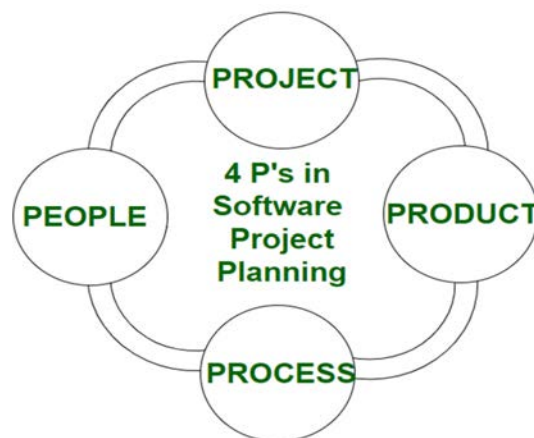 PROJECT
4 P's in
Software
Project
Planning
PEOPLE
PRODUCT
PROCESS